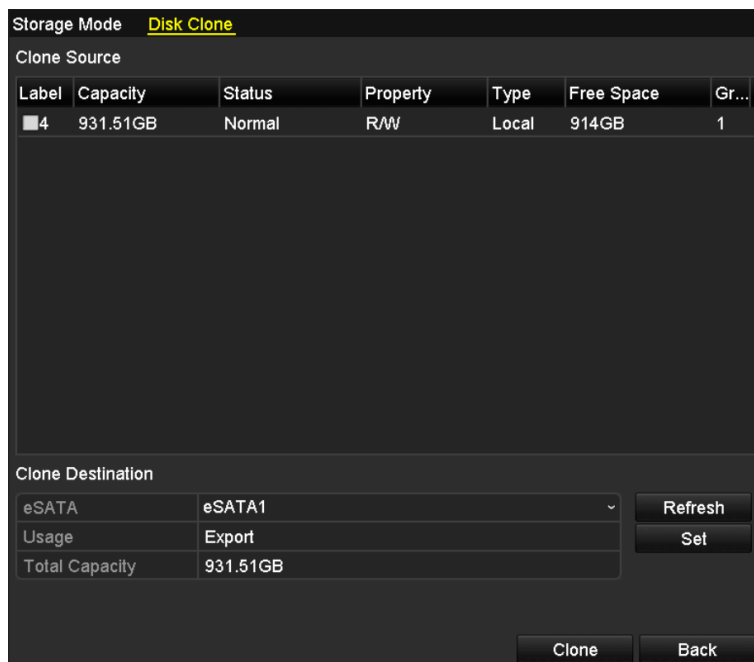 Storage Mode Disk Clone
Clone Source
Label Capacity Status Property Type Free Space Gr...
4 931.51GB Normal R/W Local 914GB 1
Clone Destination
eSATA eSATA1 Refresh
Usage Export Set
Total Capacity 931.51GB
Clone Back